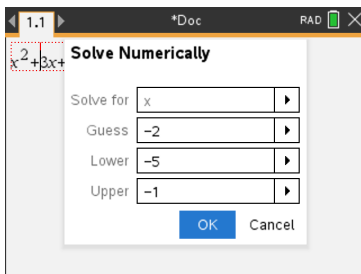 1.1 *Doc RAD
x²+3x+
Solve Numerically
Solve for x
Guess −2
Lower −5
Upper −1
OK Cancel